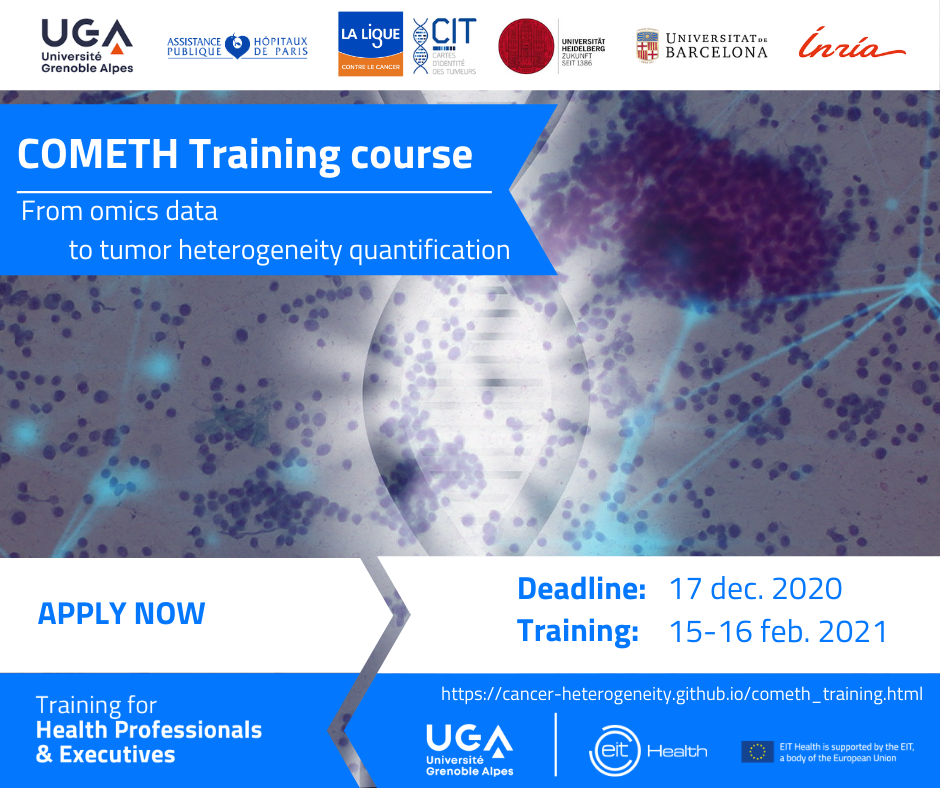 UGA
Université
Grenoble Alpes
ASSISTANCE HÔPITAUX
PUBLIQUE DE PARIS
LA LIGUE
CONTRE LE CANCER
CIT
CARTES
D'IDENTITÉ
DES TUMEURS
UNIVERSITÄT
HEIDELBERG
ZUKUNFT
SEIT 1386
UNIVERSITAT DE
BARCELONA
Inria
COMETH Training course
From omics data
to tumor heterogeneity quantification
APPLY NOW
Deadline: 17 dec. 2020
Training: 15-16 feb. 2021
Training for
Health Professionals
& Executives
https://cancer-heterogeneity.github.io/cometh_training.html
UGA
Université
Grenoble Alpes
eit Health
EIT Health is supported by the EIT,
a body of the European Union